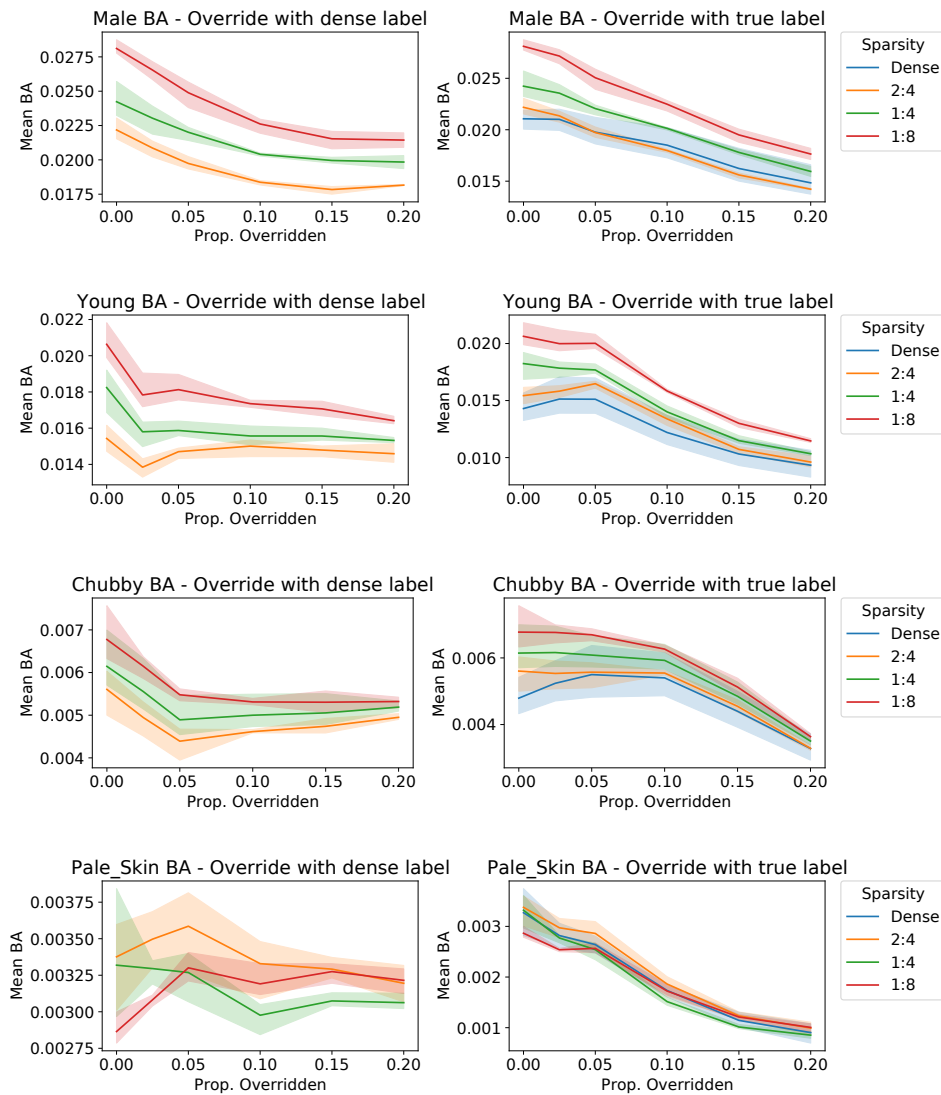 Male BA - Override with dense label
Mean BA
0.0275
0.0250
0.0225
0.0200
0.0175
0.00 0.05 0.10 0.15 0.20
Prop. Overridden
Male BA - Override with true label
Mean BA
0.025
0.020
0.015
0.00 0.05 0.10 0.15 0.20
Prop. Overridden
Sparsity
Dense
2:4
1:4
1:8
Young BA - Override with dense label
Mean BA
0.022
0.020
0.018
0.016
0.014
0.00 0.05 0.10 0.15 0.20
Prop. Overridden
Young BA - Override with true label
Mean BA
0.020
0.015
0.010
0.00 0.05 0.10 0.15 0.20
Prop. Overridden
Sparsity
Dense
2:4
1:4
1:8
Chubby BA - Override with dense label
Mean BA
0.007
0.006
0.005
0.004
0.00 0.05 0.10 0.15 0.20
Prop. Overridden
Chubby BA - Override with true label
Mean BA
0.006
0.004
0.00 0.05 0.10 0.15 0.20
Prop. Overridden
Sparsity
Dense
2:4
1:4
1:8
Pale_Skin BA - Override with dense label
Mean BA
0.00375
0.00350
0.00325
0.00300
0.00275
0.00 0.05 0.10 0.15 0.20
Prop. Overridden
Pale_Skin BA - Override with true label
Mean BA
0.003
0.002
0.001
0.00 0.05 0.10 0.15 0.20
Prop. Overridden
Sparsity
Dense
2:4
1:4
1:8